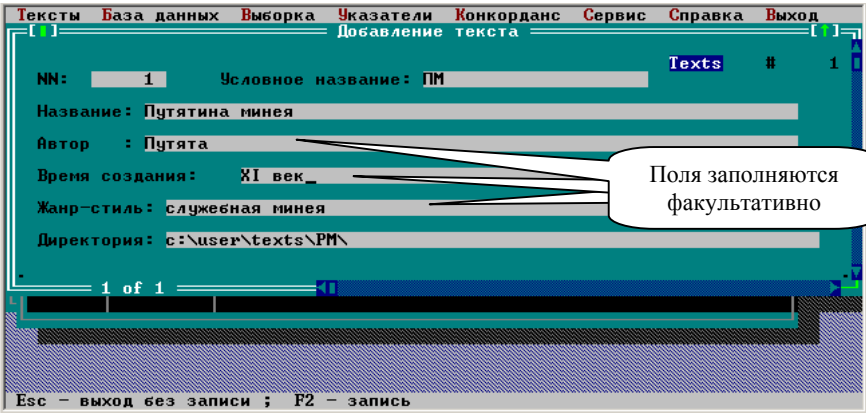 Тексты База данных Выборка Указатели Конкорданс Сервис Справка Выход
[▮] Добавление текста [↑]
Texts # 1
NN: 1 Условное название: ПМ
Название: Путятина минея
Автор : Путята
Время создания: XI век_
Жанр-стиль: служебная минея
Директория: c:\user\texts\PM\
Поля заполняются
факультативно
1 of 1
Esc – выход без записи ; F2 – запись